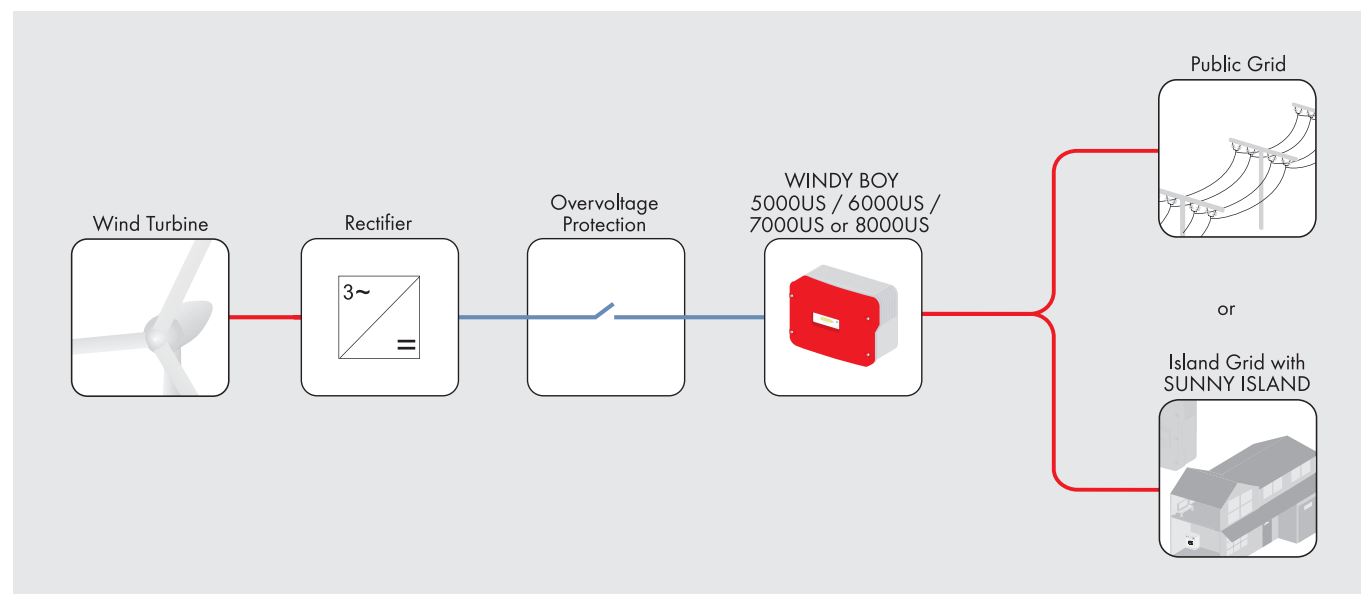 Wind Turbine
Rectifier
3~
Overvoltage
Protection
WINDY BOY
5000US / 6000US /
7000US or 8000US
Public Grid
or
Island Grid with
SUNNY ISLAND